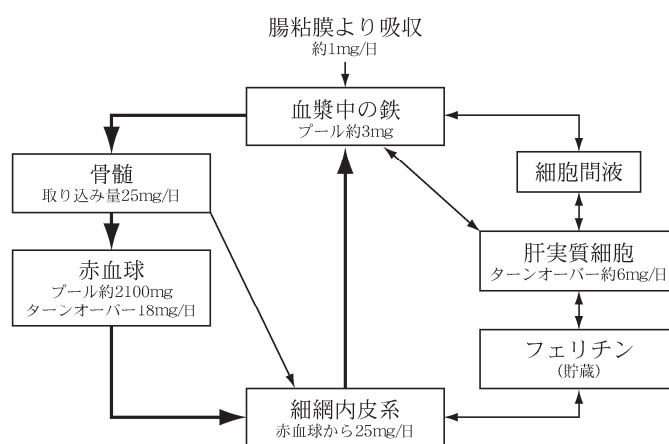 腸粘膜より吸収
約1mg/日
血漿中の鉄
プール約3mg
骨髄
取り込み量25mg/日
細胞間液
赤血球
プール約2100mg
ターンオーバー18mg/日
肝実質細胞
ターンオーバー約6mg/日
フェリチン
(貯蔵)
細網内皮系
赤血球から25mg/日